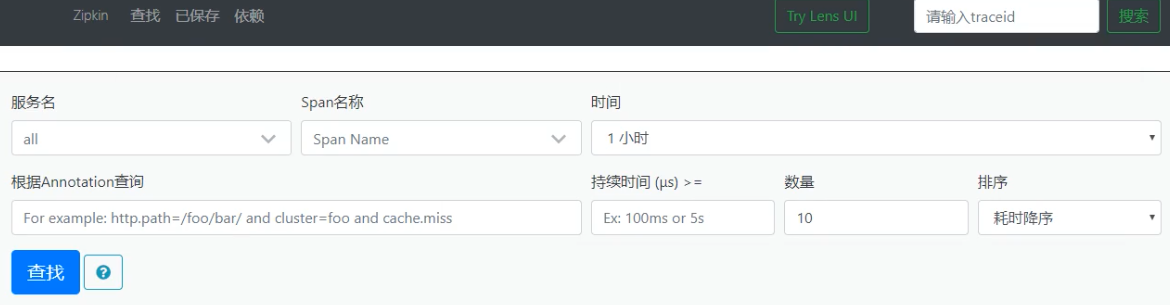 Zipkin 查找 已保存 依赖 Try Lens UI 请输入traceid 搜索
服务名 Span名称 时间
all Span Name 1 小时
根据Annotation查询 持续时间 (μs) >= 数量 排序
For example: http.path=/foo/bar/ and cluster=foo and cache.miss Ex: 100ms or 5s 10 耗时降序
查找 ?